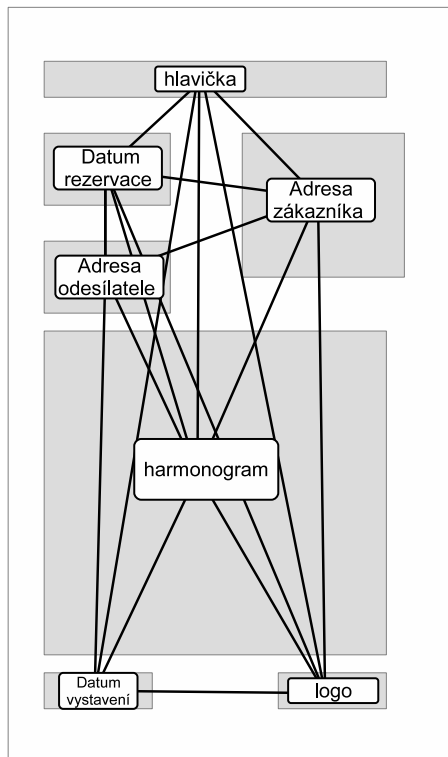 hlavička
Datum
rezervace
Adresa
zákazníka
Adresa
odesílatele
harmonogram
Datum
vystavení
logo